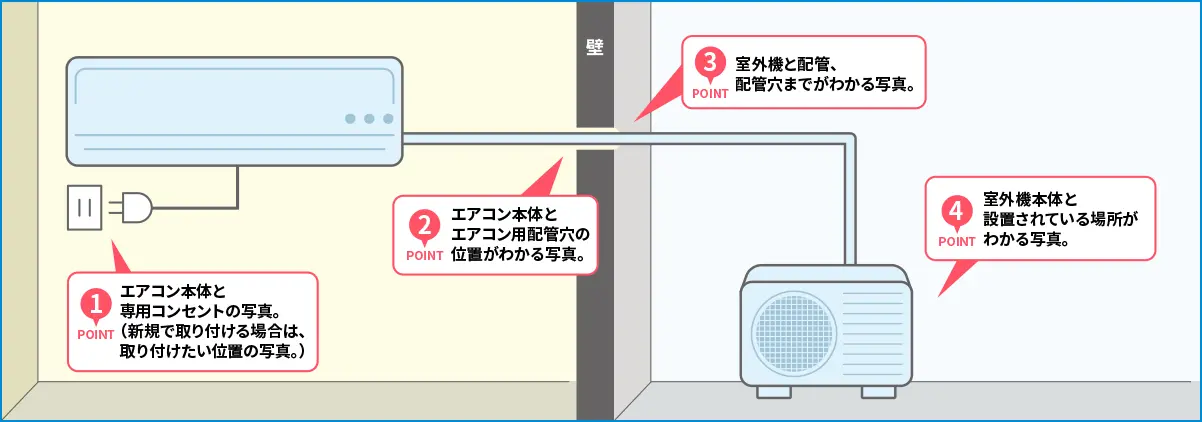 壁
1
POINT
エアコン本体と
専用コンセントの写真。
（新規で取り付ける場合は、
取り付けたい位置の写真。）
2
POINT
エアコン本体と
エアコン用配管穴の
位置がわかる写真。
3
POINT
室外機と配管、
配管穴までがわかる写真。
4
POINT
室外機本体と
設置されている場所が
わかる写真。